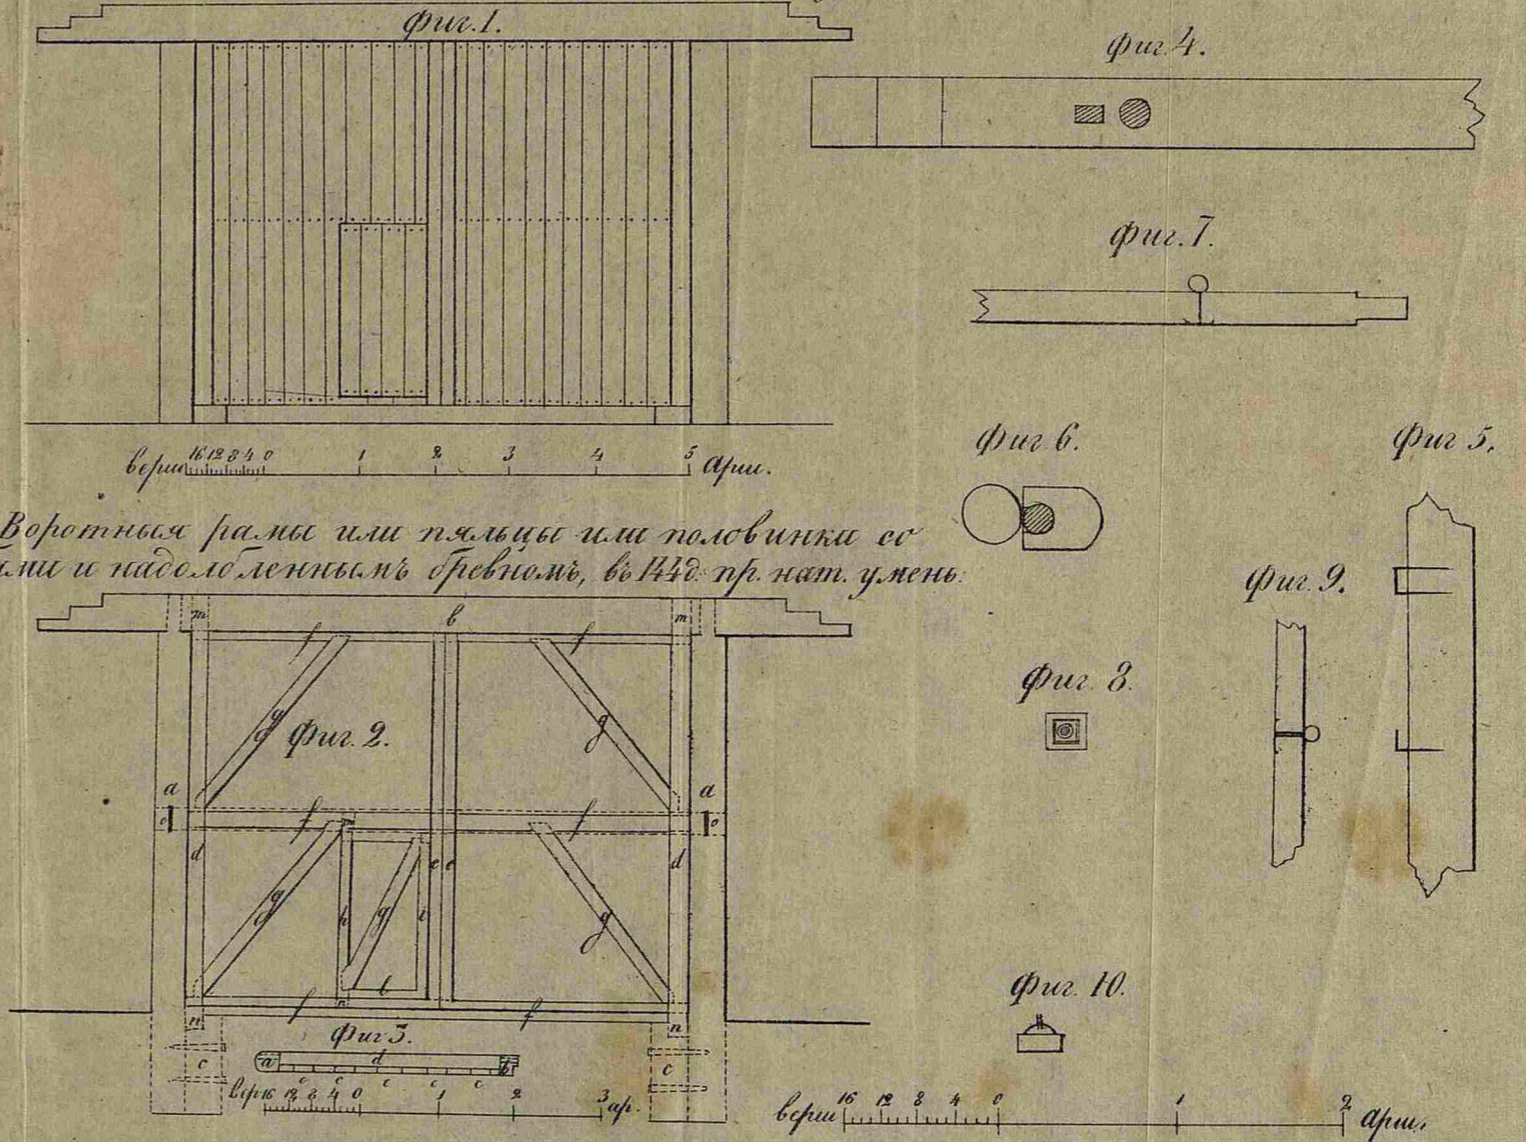 Фиг. 1.
Фиг. 4.
Фиг. 7.
верш 16 12 8 4 0 1 2 3 4 5 Арш.
Фиг 6.
Фиг 5.
Воротныя рамы или пяльцы или половинки со
ми и надолбленнымъ бревномъ, въ 144 д. пр. нат. умень.
Фиг. 9.
m b m
f f
Фиг. 8.
g Фиг. 2. g
a a
o f f o
d e e d
g h g i g
b
Фиг. 10.
n f f n
Фиг 3.
c a d b c
c c c c c
верш 16 12 8 4 0 1 2 3 ар.
верш 16 12 8 4 0 1 2 Арш.